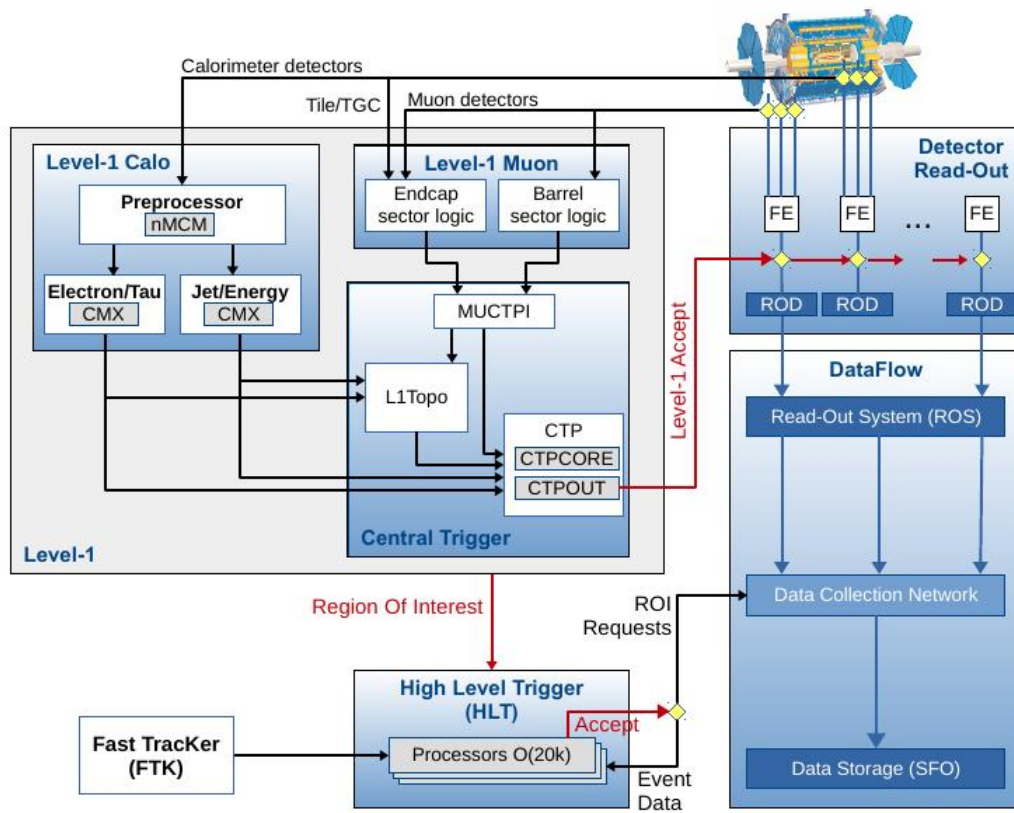 Calorimeter detectors
Tile/TGC
Muon detectors
Level-1 Calo
Preprocessor
nMCM
Electron/Tau
CMX
Jet/Energy
CMX
Level-1 Muon
Endcap
sector logic
Barrel
sector logic
MUCTPI
L1Topo
CTP
CTPCORE
CTPOUT
Central Trigger
Level-1
Level-1 Accept
Detector
Read-Out
FE
FE
...
FE
ROD
ROD
ROD
DataFlow
Read-Out System (ROS)
Data Collection Network
Data Storage (SFO)
Region Of Interest
ROI
Requests
High Level Trigger
(HLT)
Accept
Processors O(20k)
Event
Data
Fast TracKer
(FTK)